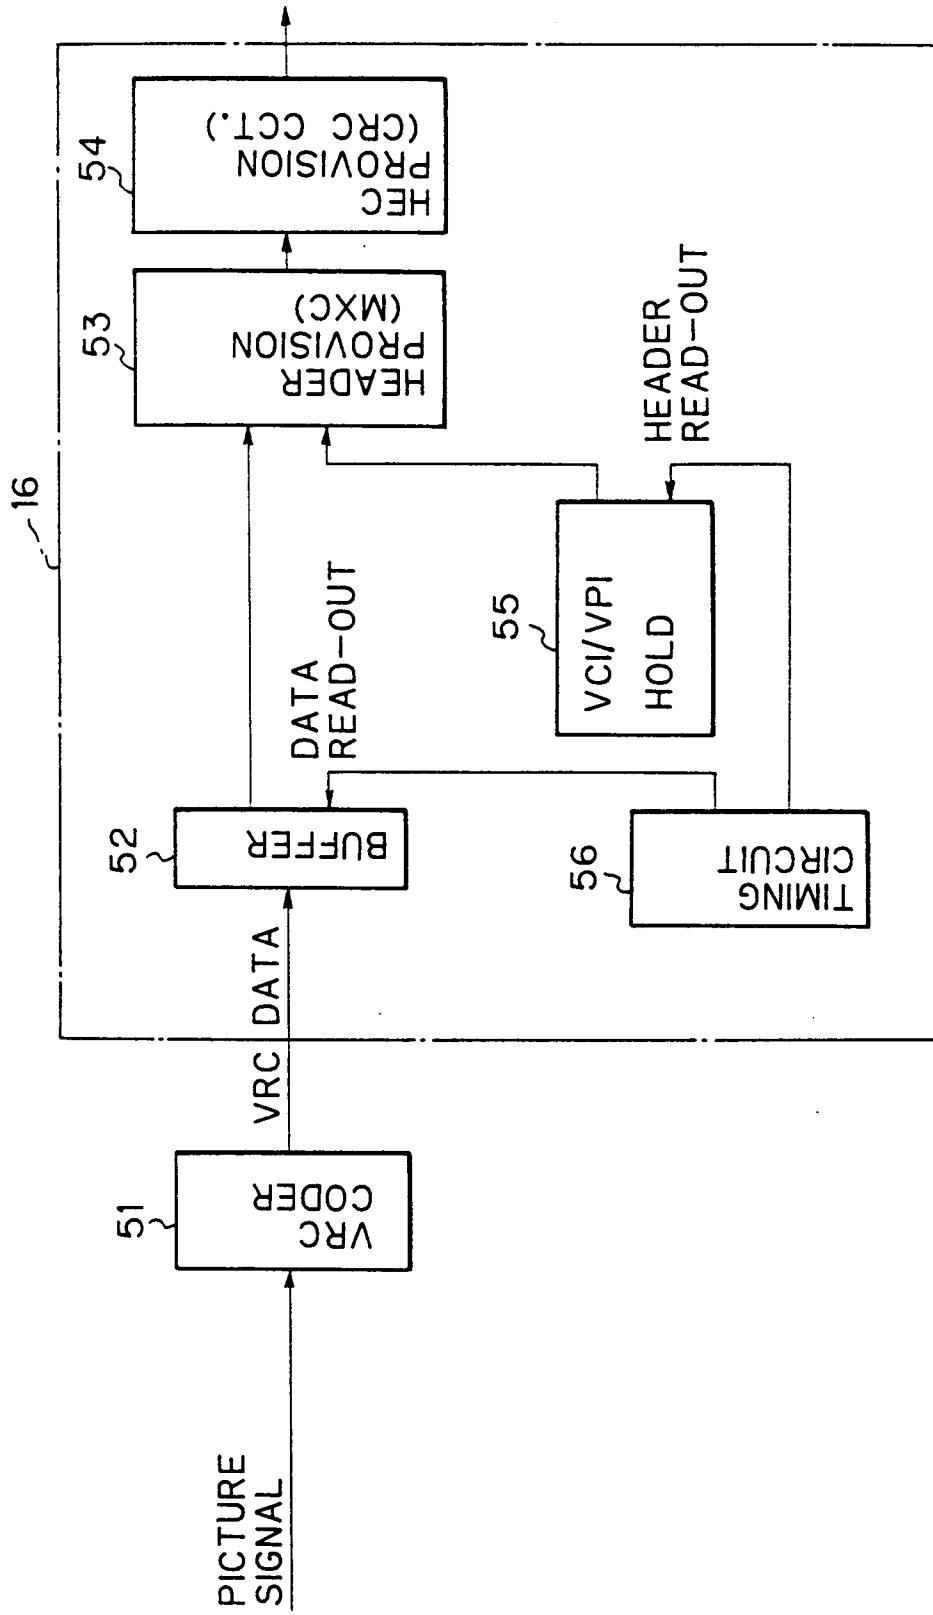 16
PICTURE
SIGNAL
51
VRC
CODER
VRC DATA
52
BUFFER
DATA
READ-OUT
53
HEADER
PROVISION
(MXC)
54
HEC
PROVISION
(CRC CCT.)
55
VCI/VPI
HOLD
HEADER
READ-OUT
56
TIMING
CIRCUIT